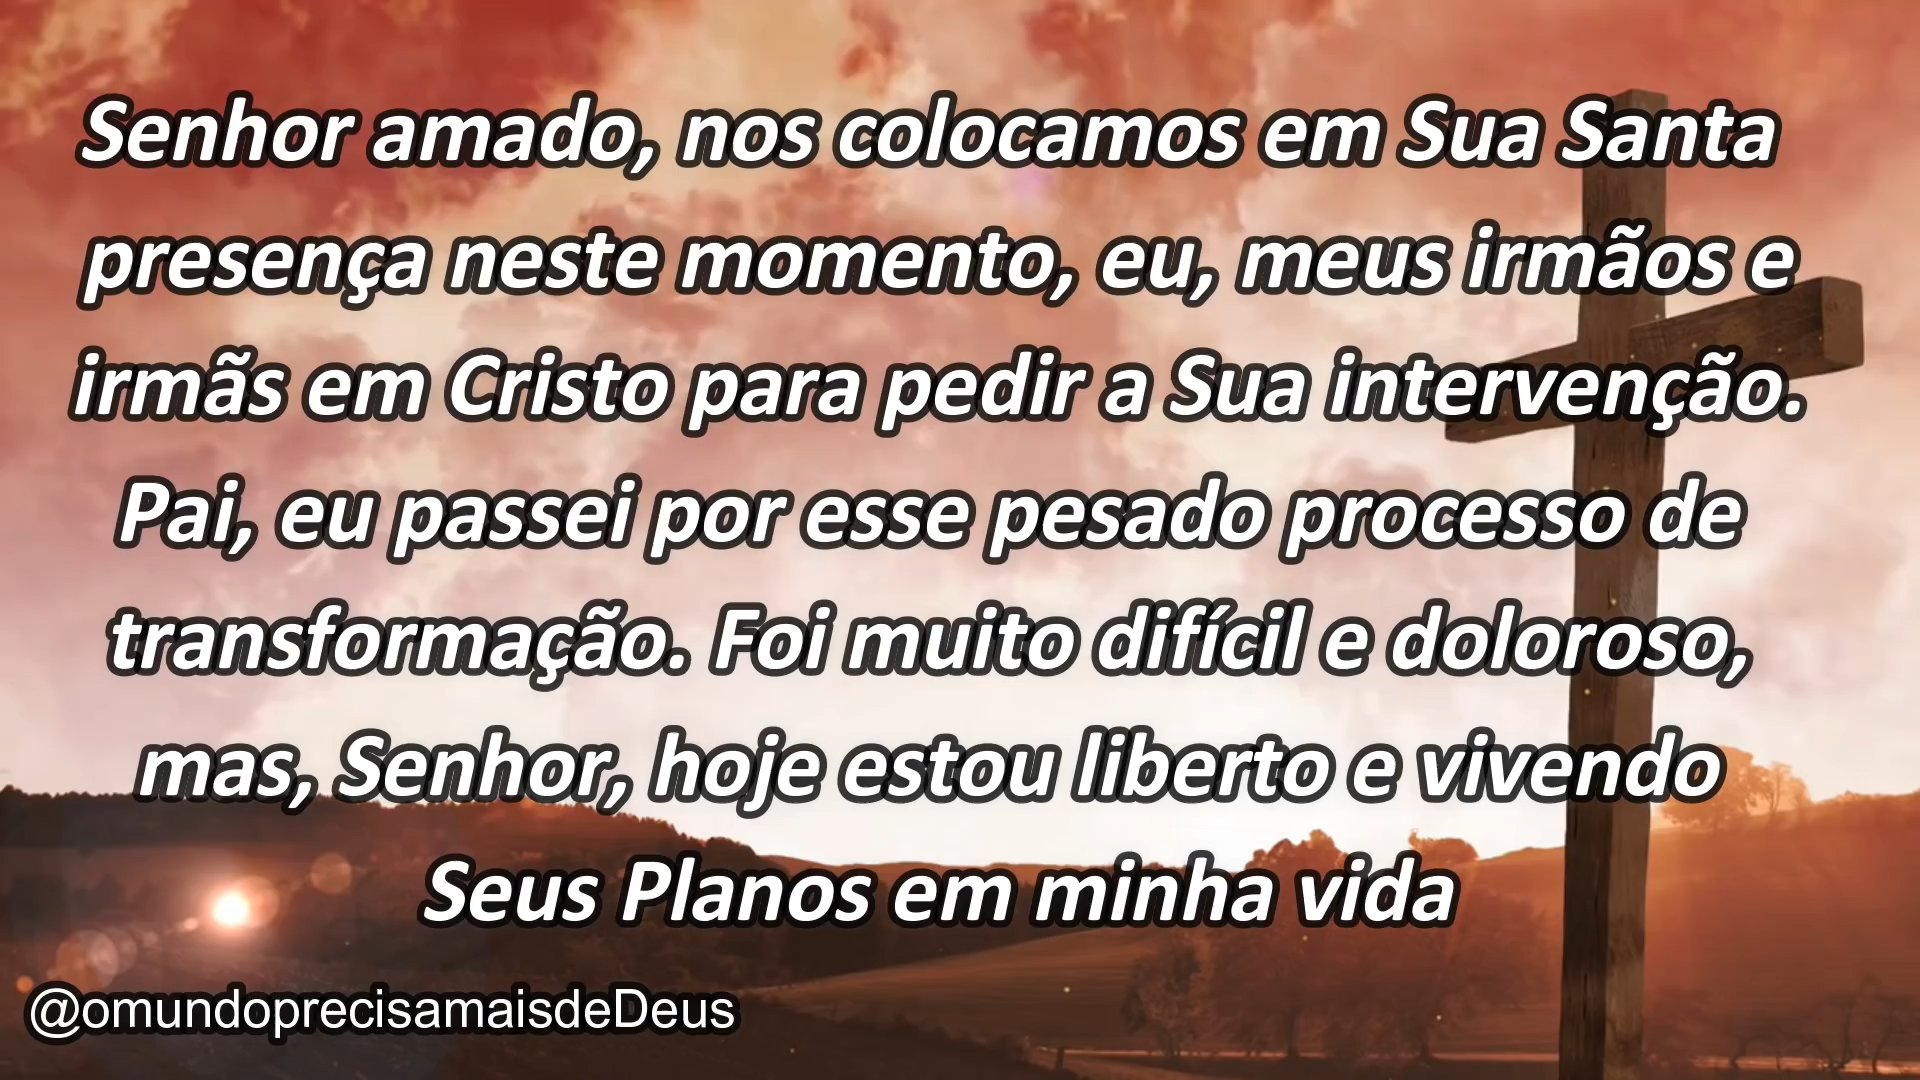 Senhor amado, nos colocamos em Sua Santa
presença neste momento, eu, meus irmãos e
irmãs em Cristo para pedir a Sua intervenção.
Pai, eu passei por esse pesado processo de
transformação. Foi muito difícil e doloroso,
mas, Senhor, hoje estou liberto e vivendo
Seus Planos em minha vida
@omundoprecisamaisdeDeus